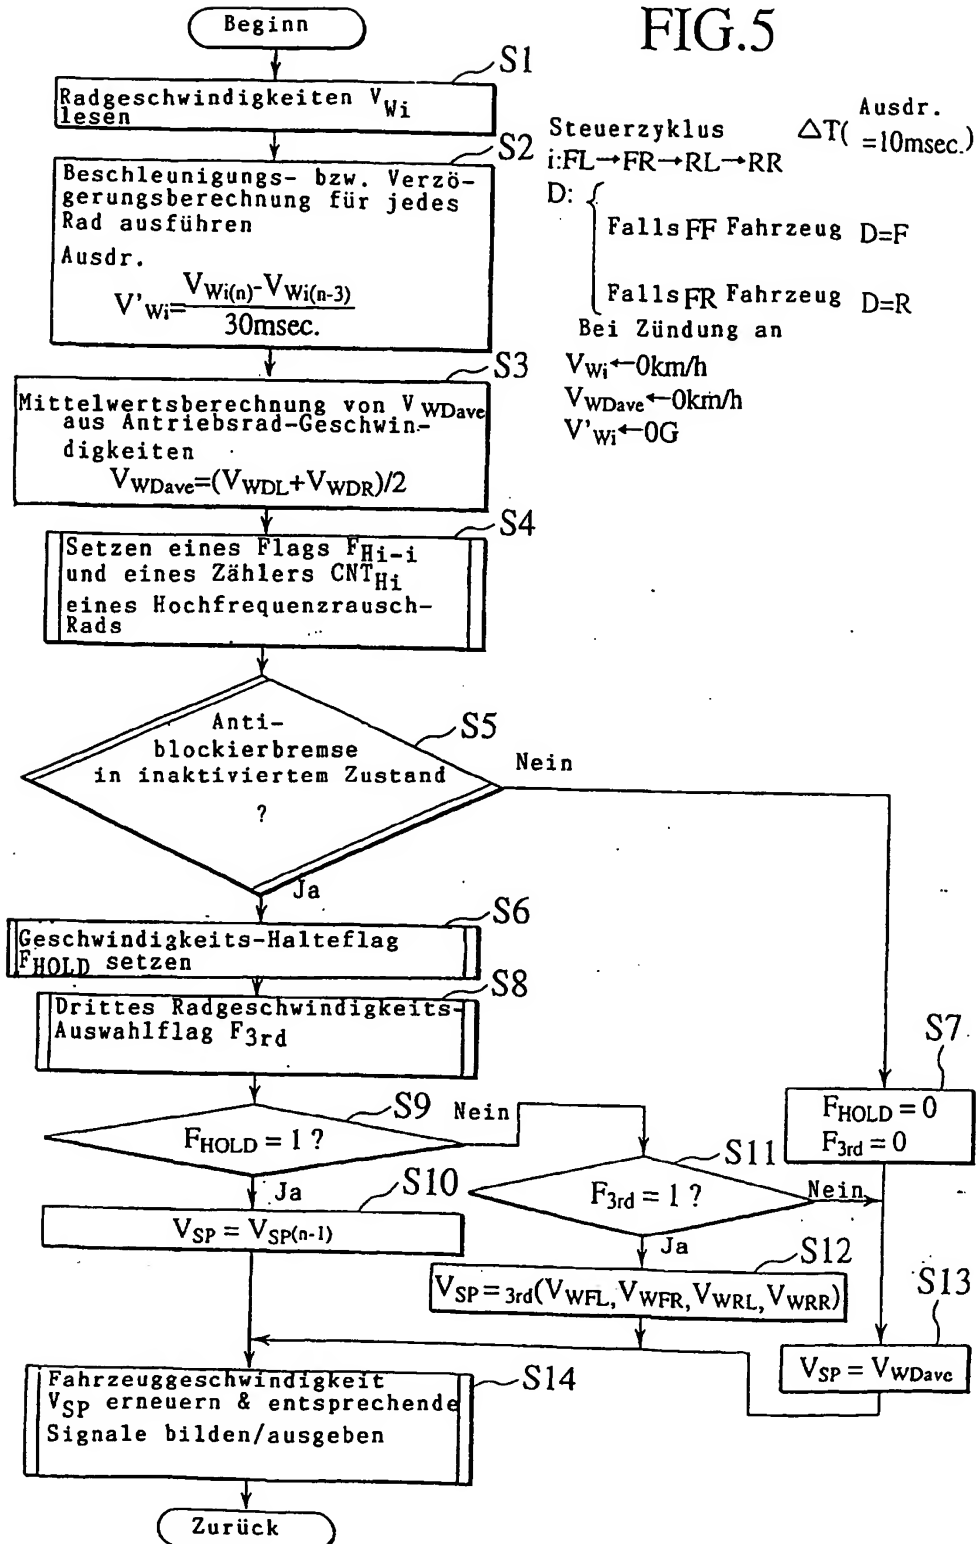 FIG.5
Beginn
S1
Radgeschwindigkeiten V_Wi
lesen
Steuerzyklus ΔT( Ausdr. =10msec.)
i:FL→FR→RL→RR
D: {
Falls FF Fahrzeug D=F
Falls FR Fahrzeug D=R
Bei Zündung an
V_Wi←0km/h
V_WDave←0km/h
V'_Wi←0G
S2
Beschleunigungs- bzw. Verzö-
gerungsberechnung für jedes
Rad ausführen
Ausdr.
V'_Wi = (V_Wi(n) - V_Wi(n-3)) / 30msec.
S3
Mittelwertsberechnung von V_WDave
aus Antriebsrad-Geschwin-
digkeiten
V_WDave=(V_WDL+V_WDR)/2
S4
Setzen eines Flags F_Hi-i
und eines Zählers CNT_Hi
eines Hochfrequenzrausch-
Rads
S5
Anti-
blockierbremse
in inaktiviertem Zustand
?
Nein
Ja
S6
Geschwindigkeits-Halteflag
F_HOLD setzen
S8
Drittes Radgeschwindigkeits-
Auswahlflag F_3rd
S7
F_HOLD = 0
F_3rd = 0
S9
F_HOLD = 1 ?
Nein
Ja
S10
V_SP = V_SP(n-1)
S11
F_3rd = 1 ?
Nein
Ja
S12
V_SP = 3rd(V_WFL, V_WFR, V_WRL, V_WRR)
S13
V_SP = V_WDave
S14
Fahrzeuggeschwindigkeit
V_SP erneuern & entsprechende
Signale bilden/ausgeben
Zurück